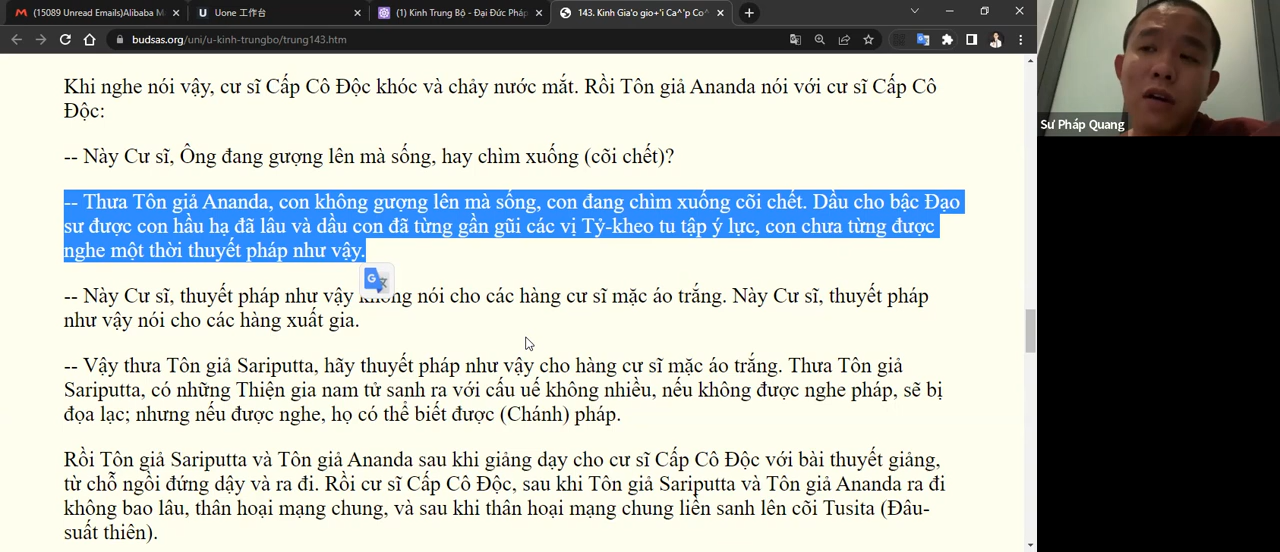 (15089 Unread Emails)Alibaba M
Uone 工作台
(1) Kinh Trung Bộ - Đại Đức Pháp
143. Kinh Gia'o gio+'i Ca^'p Co^
budsas.org/uni/u-kinh-trungbo/trung143.htm
Khi nghe nói vậy, cư sĩ Cấp Cô Độc khóc và chảy nước mắt. Rồi Tôn giả Ananda nói với cư sĩ Cấp Cô
Độc:
-- Này Cư sĩ, Ông đang gượng lên mà sống, hay chìm xuống (cõi chết)?
-- Thưa Tôn giả Ananda, con không gượng lên mà sống, con đang chìm xuống cõi chết. Dầu cho bậc Đạo
sư được con hầu hạ đã lâu và dầu con đã từng gần gũi các vị Tỷ-kheo tu tập ý lực, con chưa từng được
nghe một thời thuyết pháp như vậy.
-- Này Cư sĩ, thuyết pháp như vậy không nói cho các hàng cư sĩ mặc áo trắng. Này Cư sĩ, thuyết pháp
như vậy nói cho các hàng xuất gia.
-- Vậy thưa Tôn giả Sariputta, hãy thuyết pháp như vậy cho hàng cư sĩ mặc áo trắng. Thưa Tôn giả
Sariputta, có những Thiện gia nam tử sanh ra với cấu uế không nhiều, nếu không được nghe pháp, sẽ bị
đọa lạc; nhưng nếu được nghe, họ có thể biết được (Chánh) pháp.
Rồi Tôn giả Sariputta và Tôn giả Ananda sau khi giảng dạy cho cư sĩ Cấp Cô Độc với bài thuyết giảng,
từ chỗ ngồi đứng dậy và ra đi. Rồi cư sĩ Cấp Cô Độc, sau khi Tôn giả Sariputta và Tôn giả Ananda ra đi
không bao lâu, thân hoại mạng chung, và sau khi thân hoại mạng chung liền sanh lên cõi Tusita (Đâu-
suất thiên).
Sư Pháp Quang